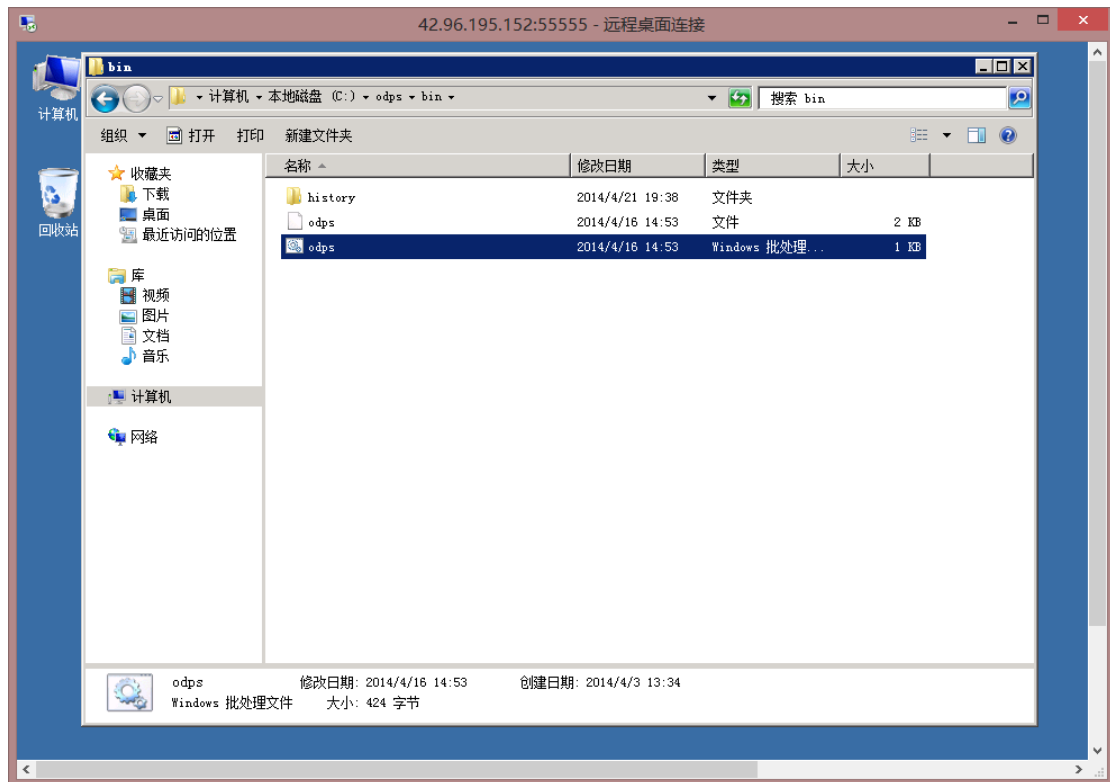 42.96.195.152:55555 - 远程桌面连接
计算机
回收站
bin
计算机 本地磁盘 (C:) odps bin
搜索 bin
组织 打开 打印 新建文件夹
收藏夹
下载
桌面
最近访问的位置
库
视频
图片
文档
音乐
计算机
网络
名称 修改日期 类型 大小
history 2014/4/21 19:38 文件夹
odps 2014/4/16 14:53 文件 2 KB
odps 2014/4/16 14:53 Windows 批处理... 1 KB
odps 修改日期: 2014/4/16 14:53 创建日期: 2014/4/3 13:34
Windows 批处理文件 大小: 424 字节